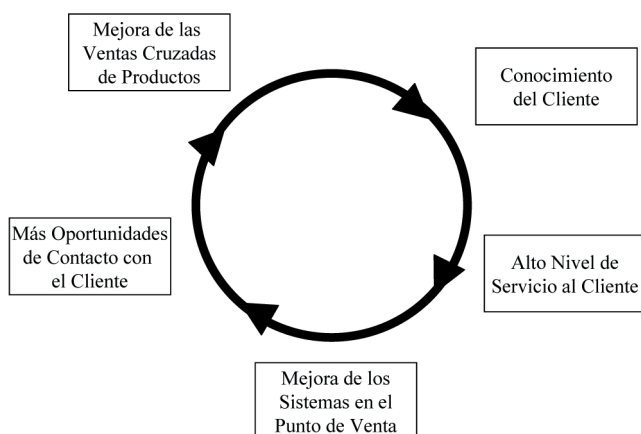 Mejora de las
Ventas Cruzadas
de Productos
Conocimiento
del Cliente
Más Oportunidades
de Contacto con
el Cliente
Alto Nivel de
Servicio al Cliente
Mejora de los
Sistemas en el
Punto de Venta